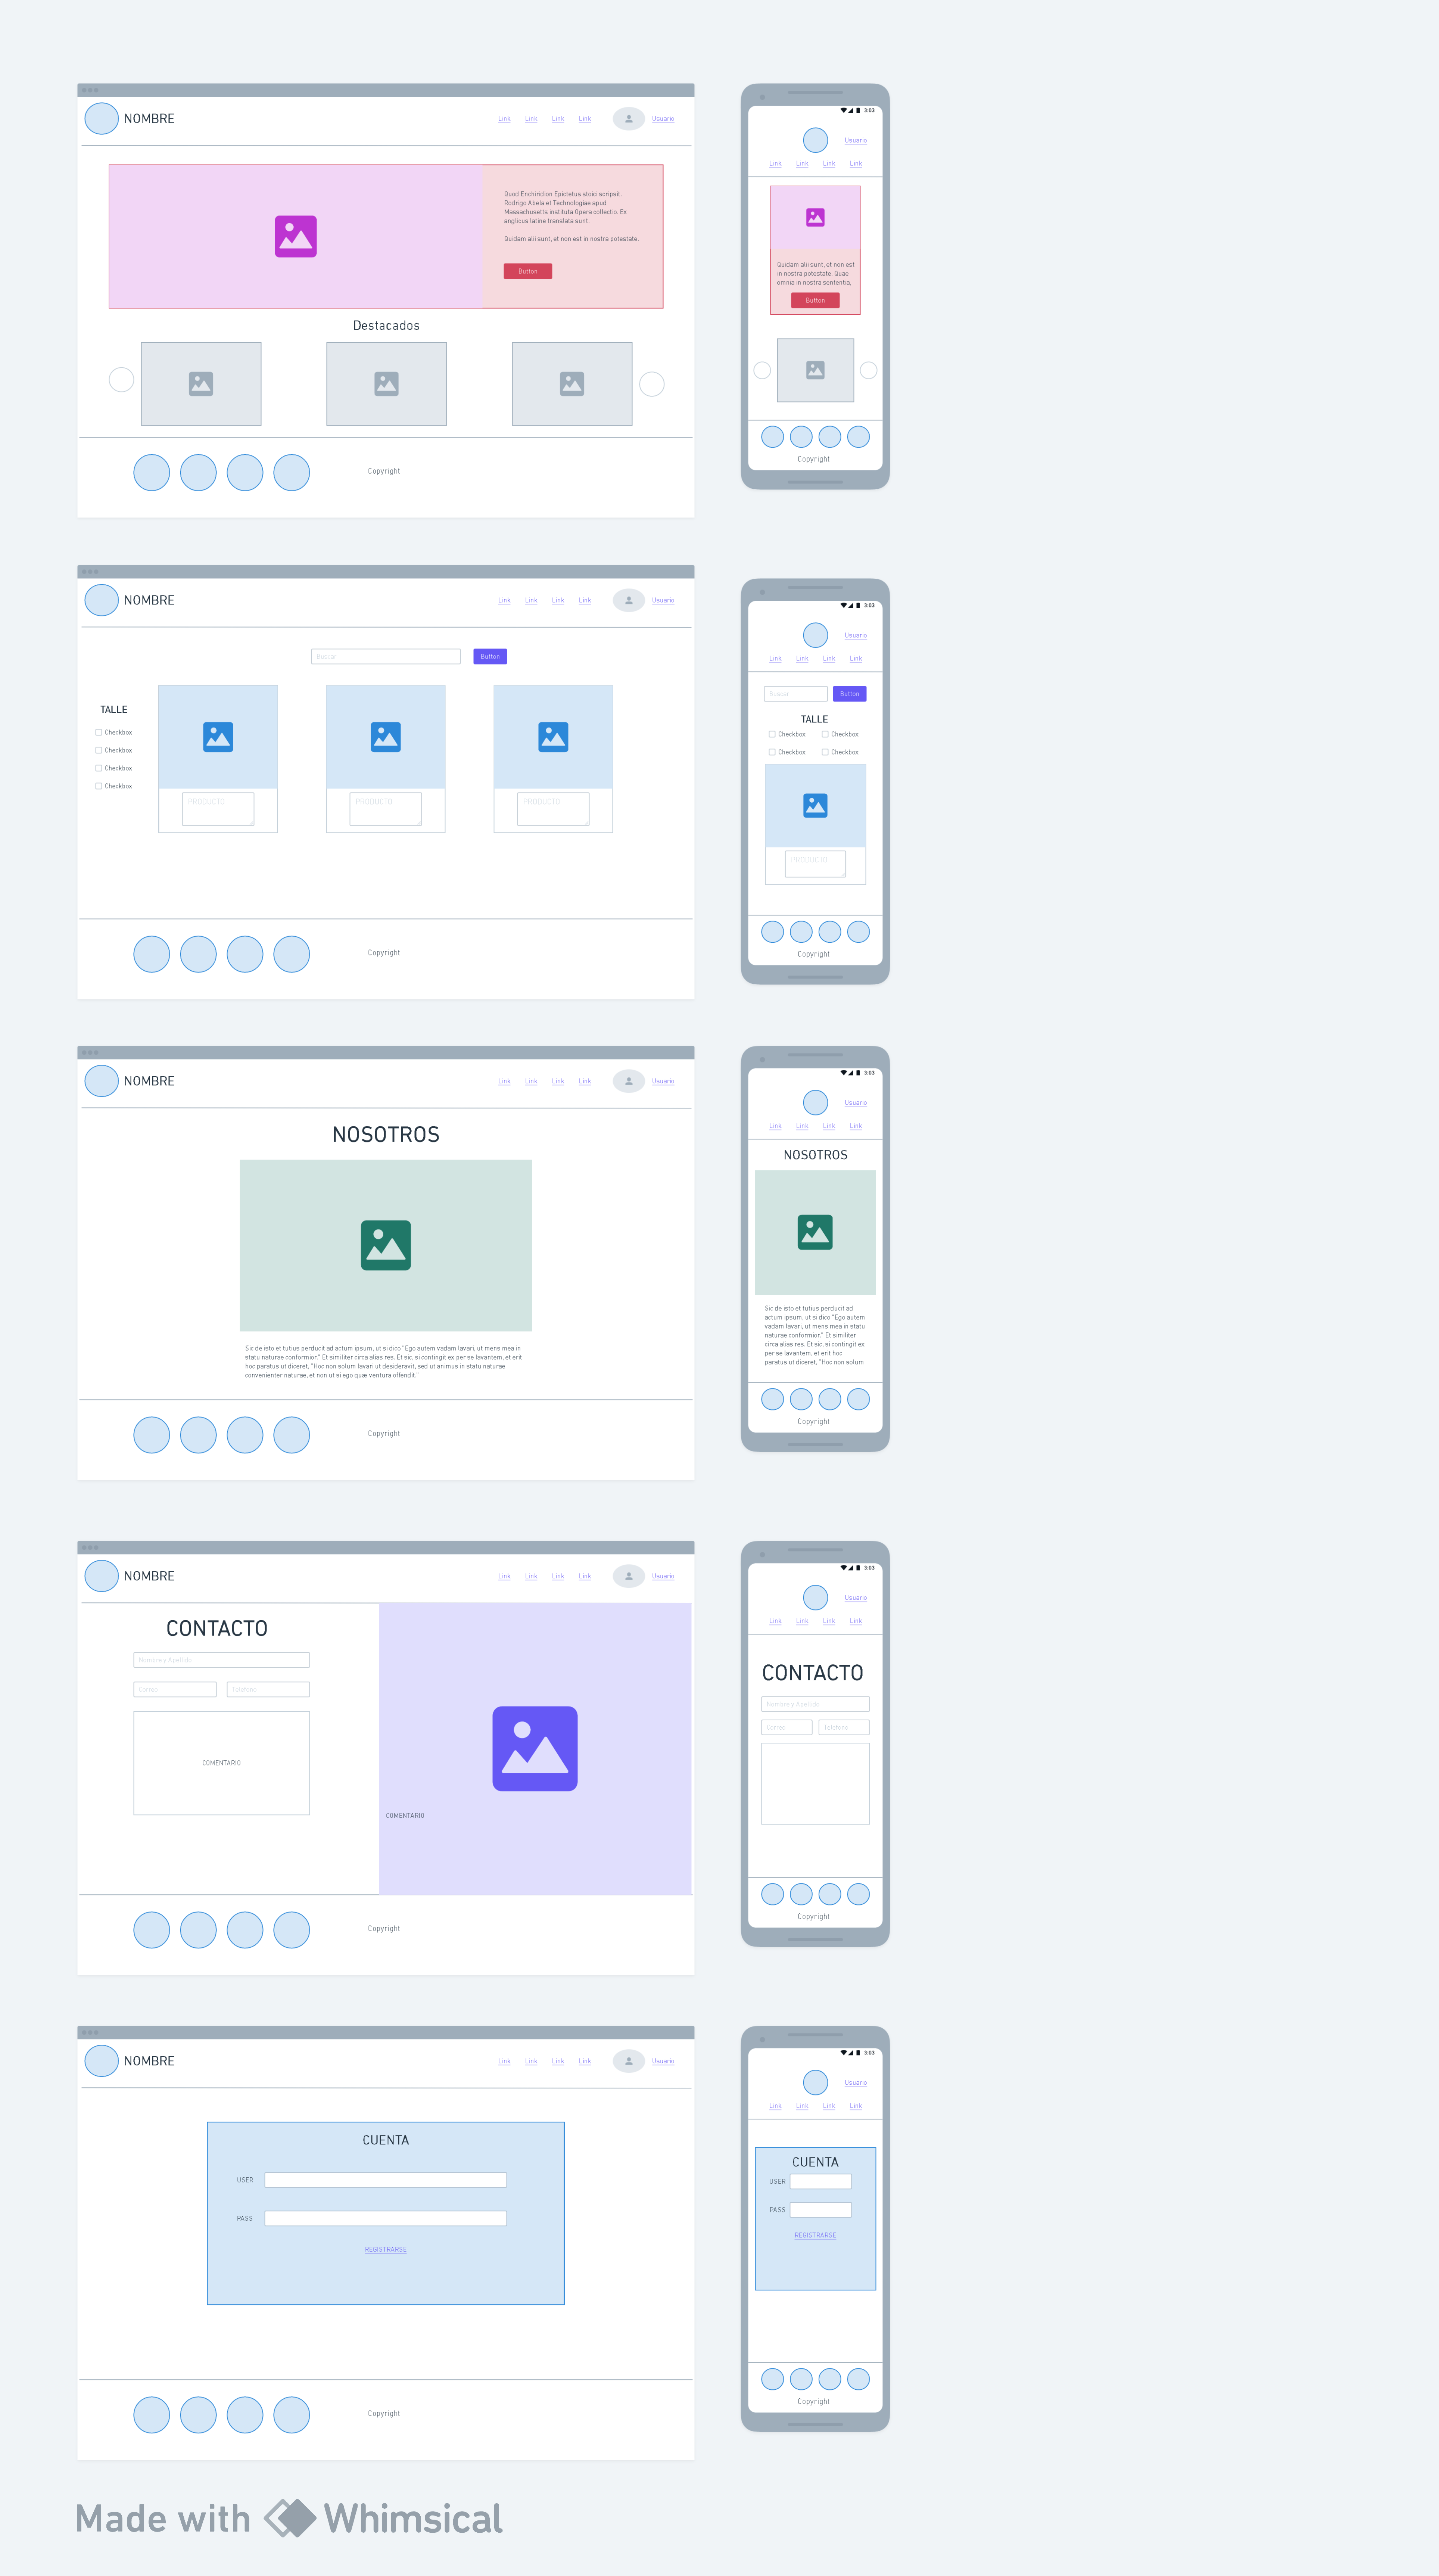 NOMBRE
Link Link Link Link Usuario
Quod Enchiridion Epictetus stoici scripsit.
Rodrigo Abela et Technologiae apud
Massachusetts instituta Opera collectio. Ex
anglicus latine translata sunt.
Quidam alii sunt, et non est in nostra potestate.
Button
Destacados
Copyright
3:03
Usuario
Link Link Link Link
Quidam alii sunt, et non est
in nostra potestate. Quae
omnia in nostra sententia,
Button
Copyright
NOMBRE
Link Link Link Link Usuario
Buscar Button
TALLE
Checkbox
Checkbox
Checkbox
Checkbox
PRODUCTO PRODUCTO PRODUCTO
Copyright
3:03
Usuario
Link Link Link Link
Buscar Button
TALLE
Checkbox Checkbox
Checkbox Checkbox
PRODUCTO
Copyright
NOMBRE
Link Link Link Link Usuario
NOSOTROS
Sic de isto et tutius perducit ad actum ipsum, ut si dico "Ego autem vadam lavari, ut mens mea in
statu naturae conformior." Et similiter circa alias res. Et sic, si contingit ex per se lavantem, et erit
hoc paratus ut diceret, "Hoc non solum lavari ut desideravit, sed ut animus in statu naturae
convenienter naturae, et non ut si ego quæ ventura offendit."
Copyright
3:03
Usuario
Link Link Link Link
NOSOTROS
Sic de isto et tutius perducit ad
actum ipsum, ut si dico "Ego autem
vadam lavari, ut mens mea in statu
naturae conformior." Et similiter
circa alias res. Et sic, si contingit ex
per se lavantem, et erit hoc
paratus ut diceret, "Hoc non solum
Copyright
NOMBRE
Link Link Link Link Usuario
CONTACTO
Nombre y Apellido
Correo Telefono
COMENTARIO
COMENTARIO
Copyright
3:03
Usuario
Link Link Link Link
CONTACTO
Nombre y Apellido
Correo Telefono
Copyright
NOMBRE
Link Link Link Link Usuario
CUENTA
USER
PASS
REGISTRARSE
Copyright
3:03
Usuario
Link Link Link Link
CUENTA
USER
PASS
REGISTRARSE
Copyright
Made with Whimsical